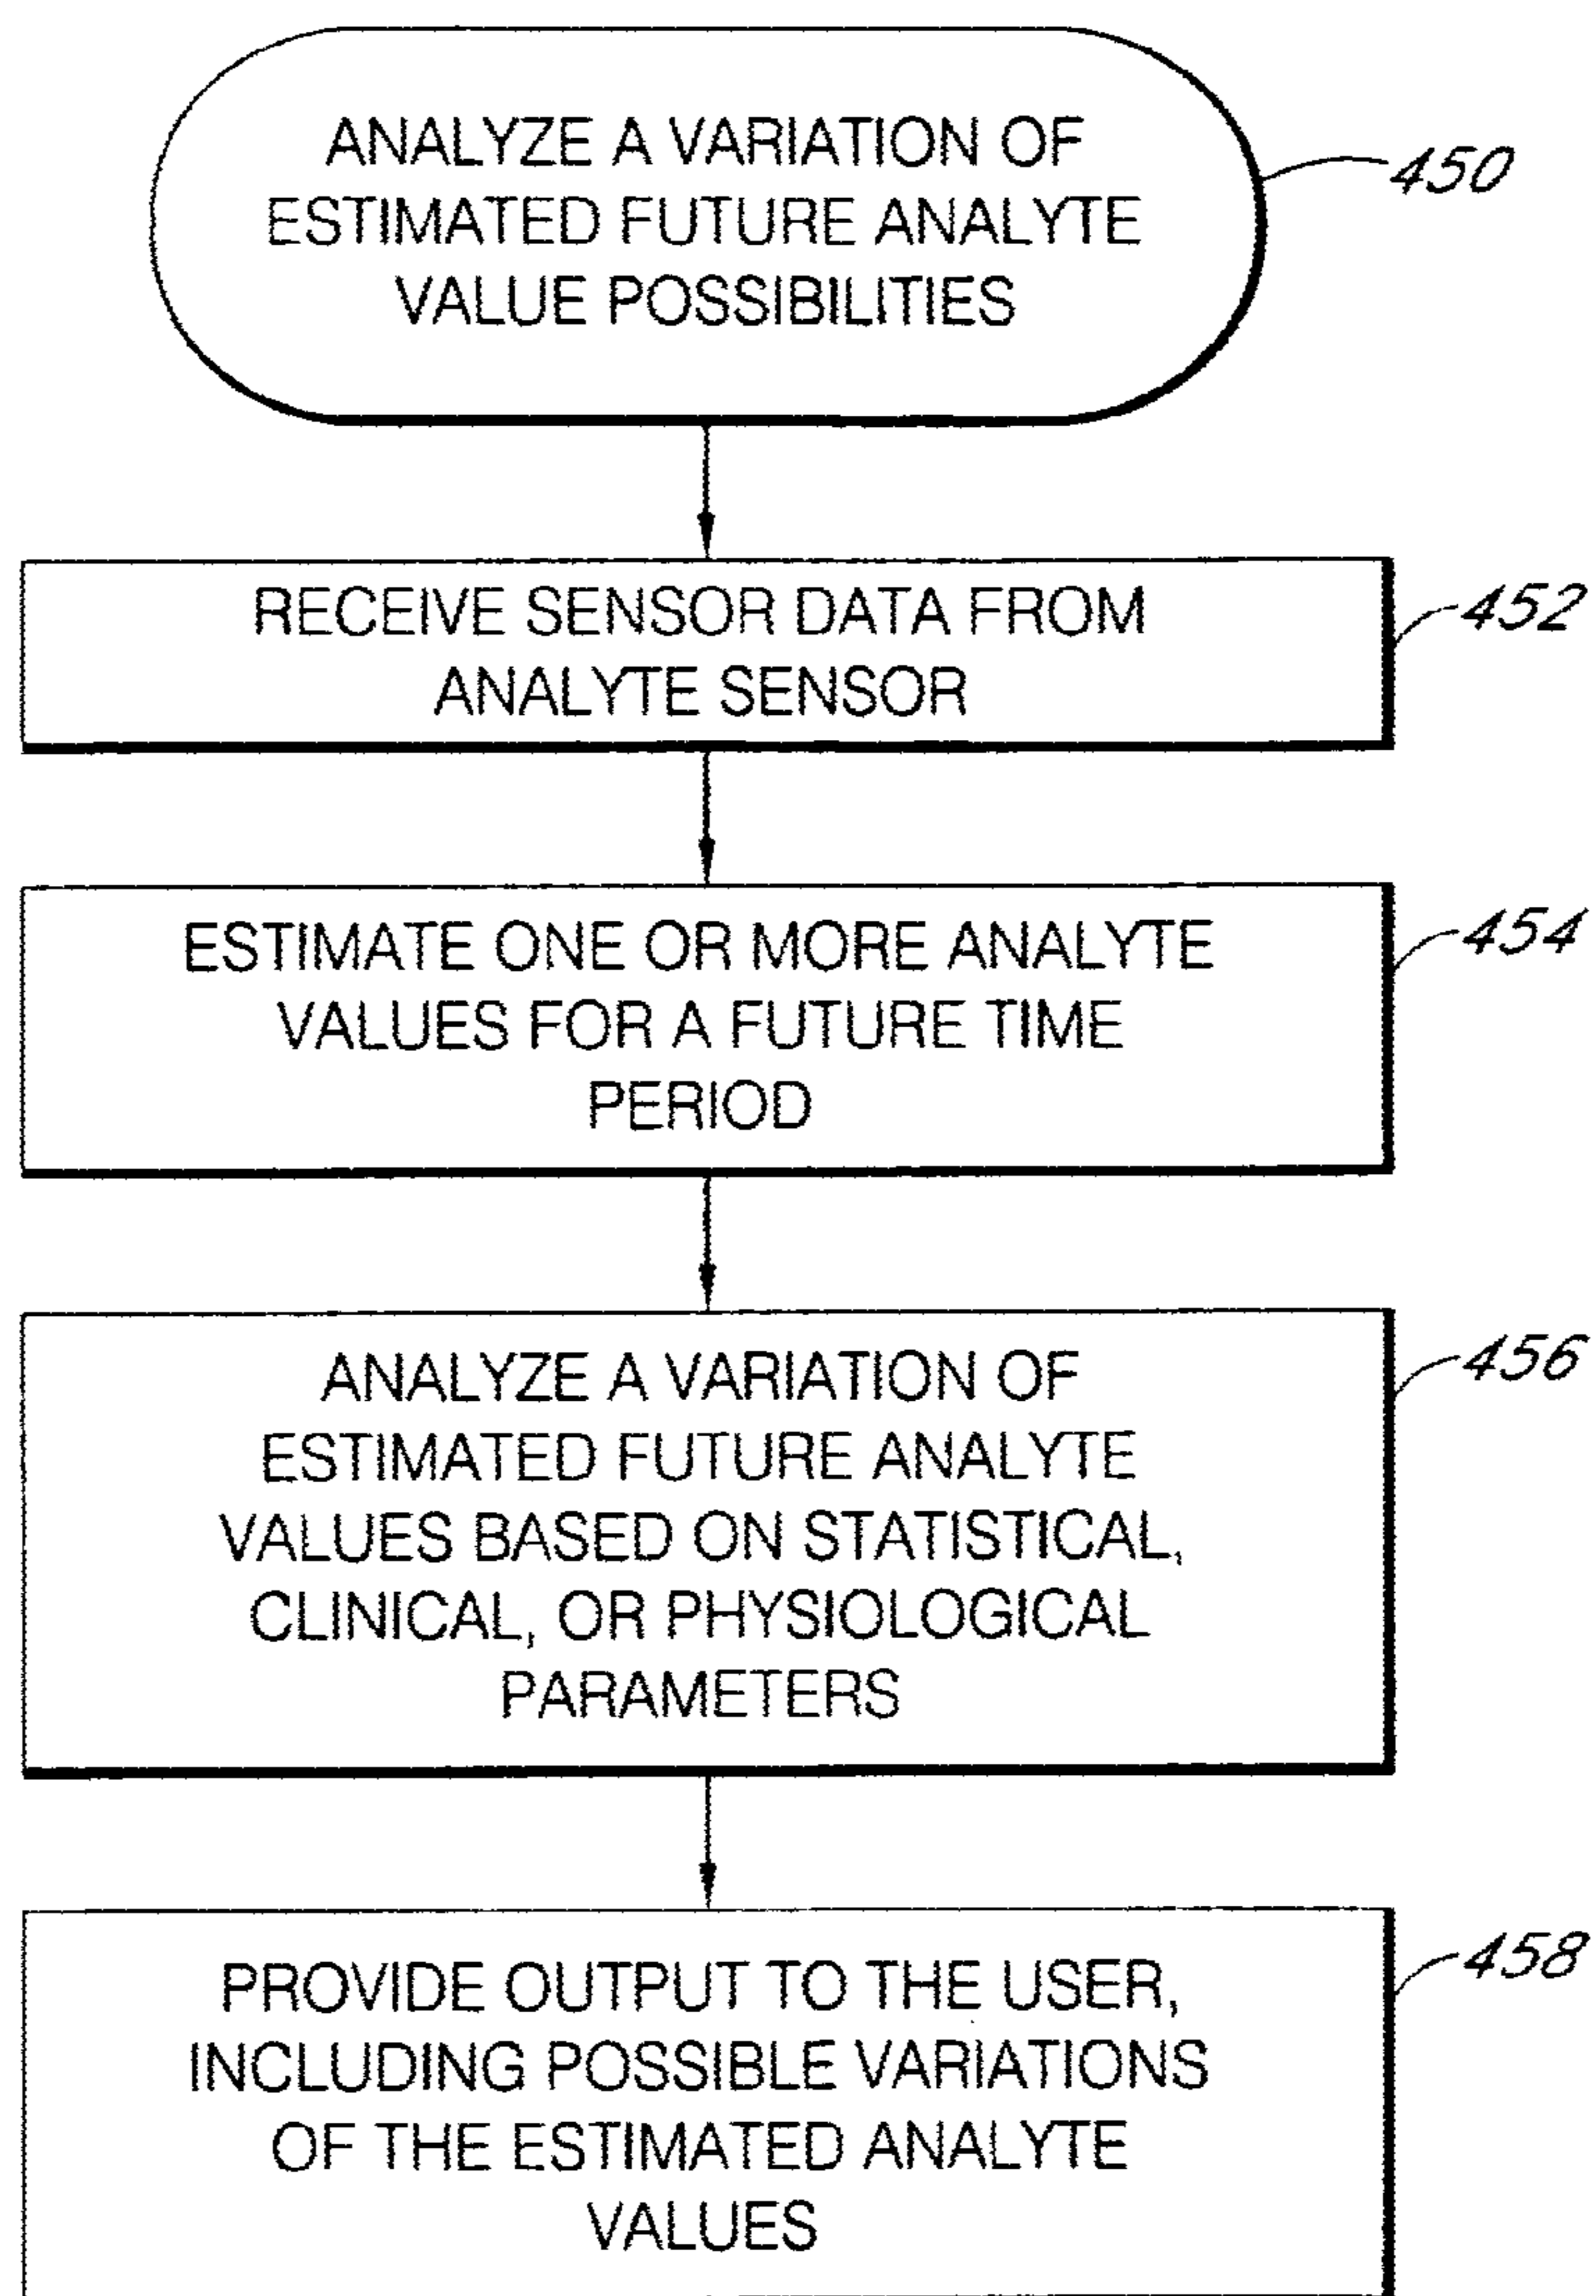 ANALYZE A VARIATION OF
ESTIMATED FUTURE ANALYTE
VALUE POSSIBILITIES
450
RECEIVE SENSOR DATA FROM
ANALYTE SENSOR
452
ESTIMATE ONE OR MORE ANALYTE
VALUES FOR A FUTURE TIME
PERIOD
454
ANALYZE A VARIATION OF
ESTIMATED FUTURE ANALYTE
VALUES BASED ON STATISTICAL,
CLINICAL, OR PHYSIOLOGICAL
PARAMETERS
456
PROVIDE OUTPUT TO THE USER,
INCLUDING POSSIBLE VARIATIONS
OF THE ESTIMATED ANALYTE
VALUES
458